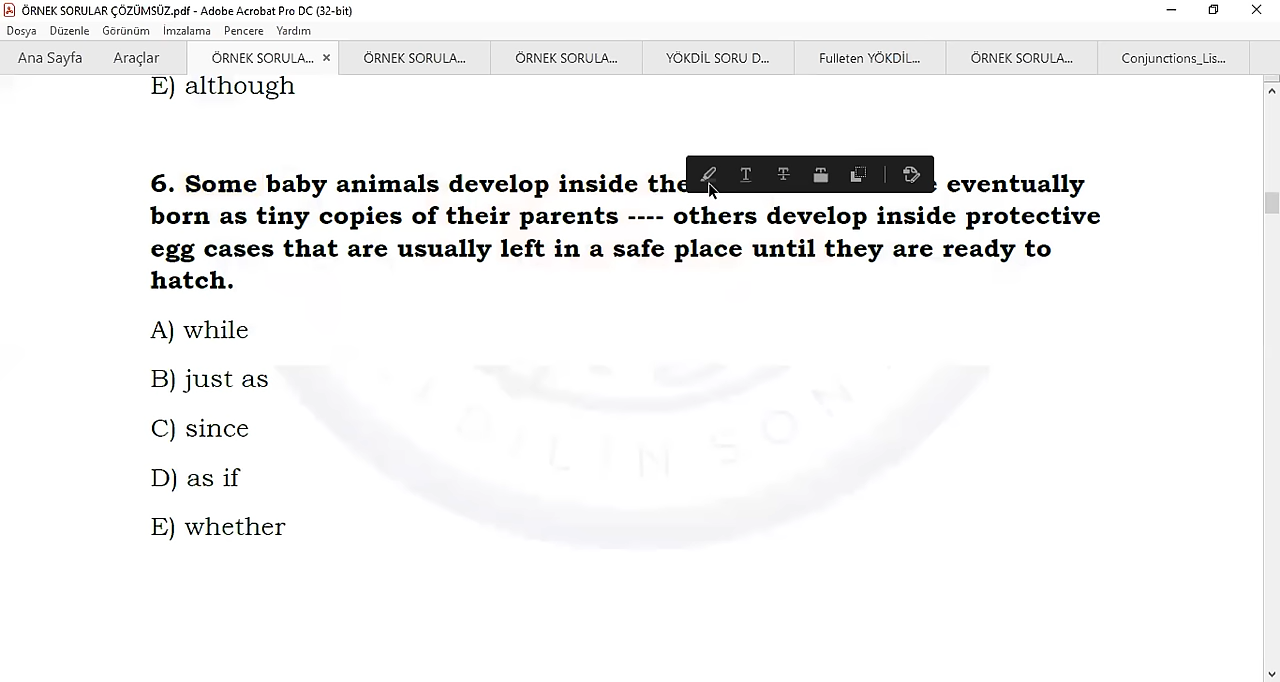 ÖRNEK SORULAR ÇÖZÜMSÜZ.pdf - Adobe Acrobat Pro DC (32-bit)
Dosya Düzenle Görünüm İmzalama Pencere Yardım
Ana Sayfa Araçlar ÖRNEK SORULA... × ÖRNEK SORULA... ÖRNEK SORULA... YÖKDİL SORU D... Fulleten YÖKDİL... ÖRNEK SORULA... Conjunctions_Lis...
E) although
6. Some baby animals develop inside the eventually
born as tiny copies of their parents ---- others develop inside protective
egg cases that are usually left in a safe place until they are ready to
hatch.
A) while
B) just as
C) since
D) as if
E) whether
DİLİN SON